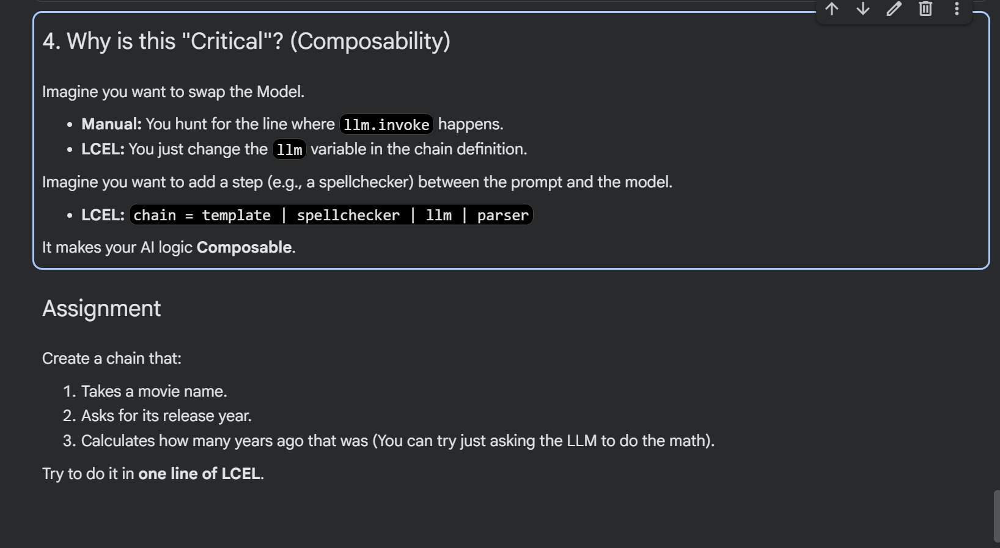 4. Why is this "Critical"? (Composability)
Imagine you want to swap the Model.
• Manual: You hunt for the line where llm.invoke happens.
• LCEL: You just change the llm variable in the chain definition.
Imagine you want to add a step (e.g., a spellchecker) between the prompt and the model.
• LCEL: chain = template | spellchecker | llm | parser
It makes your AI logic Composable.
Assignment
Create a chain that:
1. Takes a movie name.
2. Asks for its release year.
3. Calculates how many years ago that was (You can try just asking the LLM to do the math).
Try to do it in one line of LCEL.